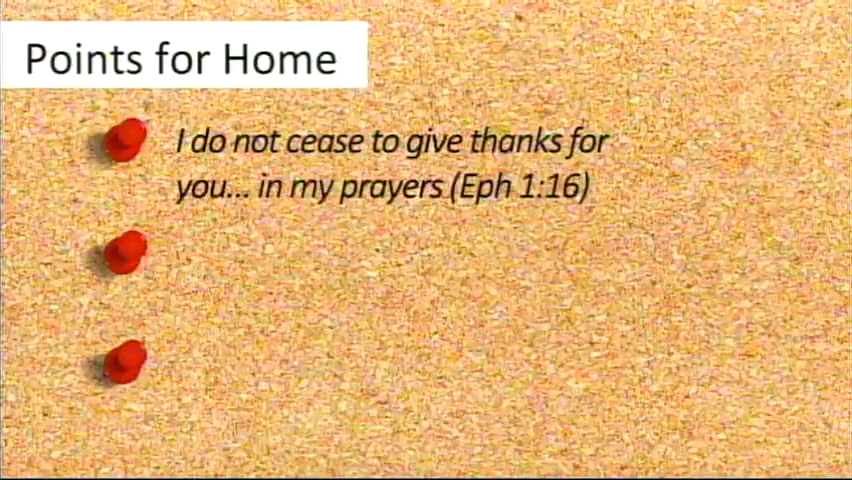 Points for Home
I do not cease to give thanks for
you... in my prayers (Eph 1:16)